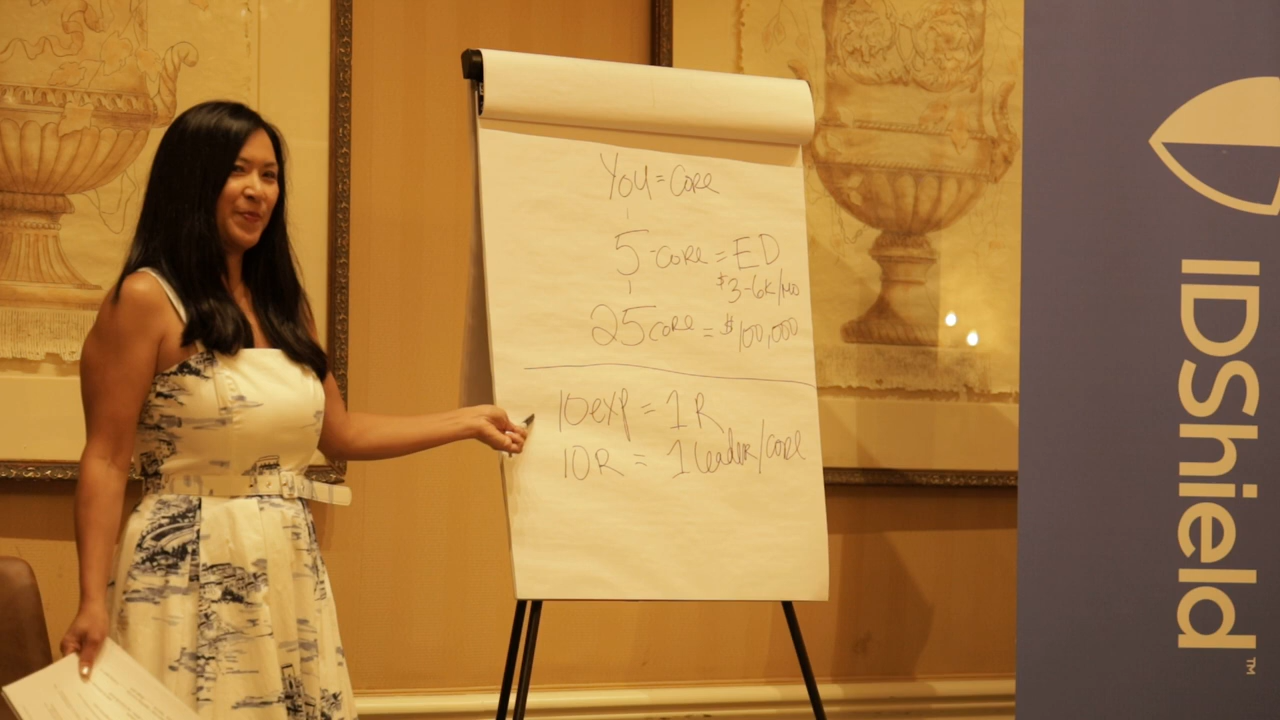 You = Core
5-core = ED
$3-6k/mo
25 core = $100,000
10 exp = 1 R
10 R = 1 leader/core
IDShield™